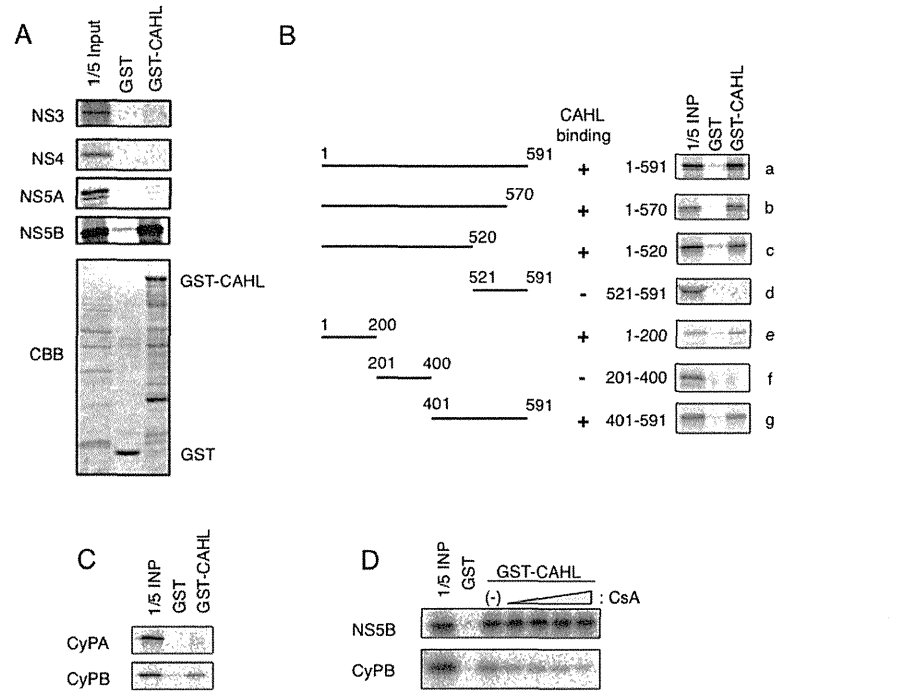 A
1/5 Input
GST
GST-CAHL
NS3
NS4
NS5A
NS5B
CBB
GST-CAHL
GST
B
CAHL
binding
1/5 INP
GST
GST-CAHL
1 591 + 1-591 a
570 + 1-570 b
520 + 1-520 c
521 591 - 521-591 d
1 200 + 1-200 e
201 400 - 201-400 f
401 591 + 401-591 g
C
1/5 INP
GST
GST-CAHL
CyPA
CyPB
D
1/5 INP
GST
GST-CAHL
(-) : CsA
NS5B
CyPB